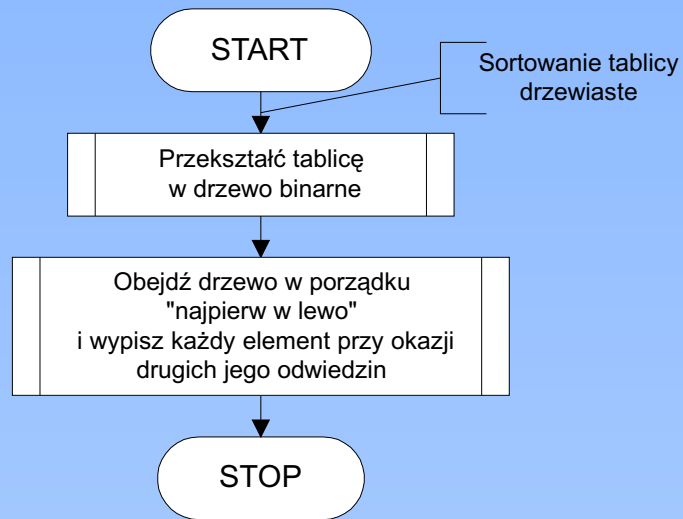 START
Sortowanie tablicy
drzewiaste
Przekształć tablicę
w drzewo binarne
Obejdź drzewo w porządku
"najpierw w lewo"
i wypisz każdy element przy okazji
drugich jego odwiedzin
STOP